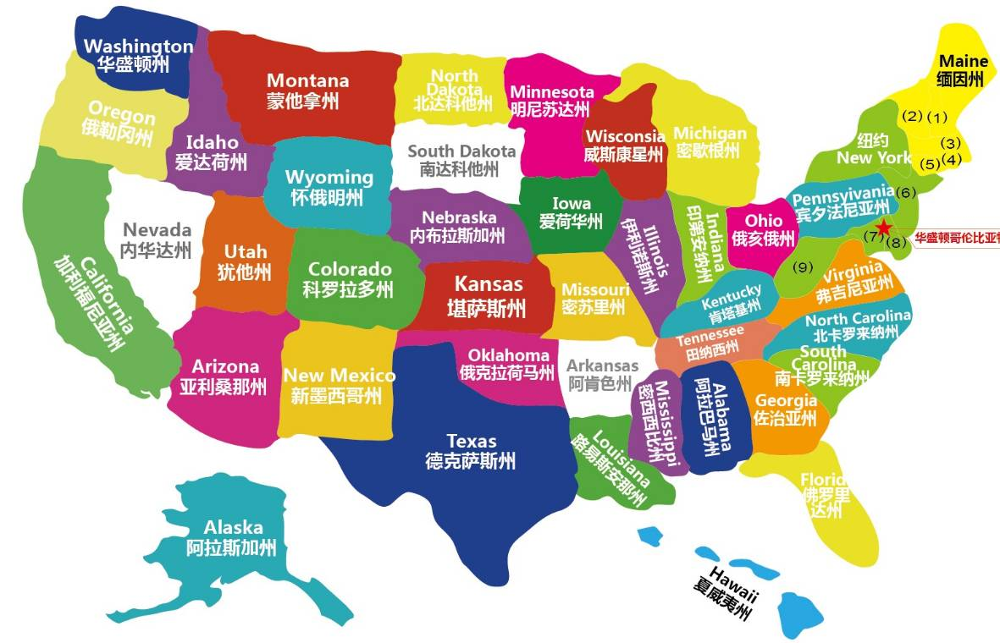 Washington
华盛顿州
Oregon
俄勒冈州
Idaho
爱达荷州
Montana
蒙他拿州
North
Dakota
北达科他州
Minnesota
明尼苏达州
South Dakota
南达科他州
Wyoming
怀俄明州
Wisconsin
威斯康星州
Michigan
密歇根州
Maine
缅因州
(2)
(1)
(3)
(4)
(5)
纽约
New York
Pennsyivania
宾夕法尼亚州
(6)
(7)
(8)
华盛顿哥伦比亚
(9)
Nevada
内华达州
California
加利福尼亚州
Utah
犹他州
Colorado
科罗拉多州
Nebraska
内布拉斯加州
Iowa
爱荷华州
Illinois
伊利诺斯州
Indiana
印第安纳州
Ohio
俄亥俄州
Kansas
堪萨斯州
Missouri
密苏里州
Kentucky
肯塔基州
Virginia
弗吉尼亚州
Tennessee
田纳西州
North Carolina
北卡罗来纳州
South
Carolina
南卡罗来纳州
Arizona
亚利桑那州
New Mexico
新墨西哥州
Oklahoma
俄克拉荷马州
Arkansas
阿肯色州
Mississippi
密西西比州
Alabama
阿拉巴马州
Georgia
佐治亚州
Texas
德克萨斯州
Louisiana
路易斯安那州
Florid
佛罗里
达州
Alaska
阿拉斯加州
Hawaii
夏威夷州